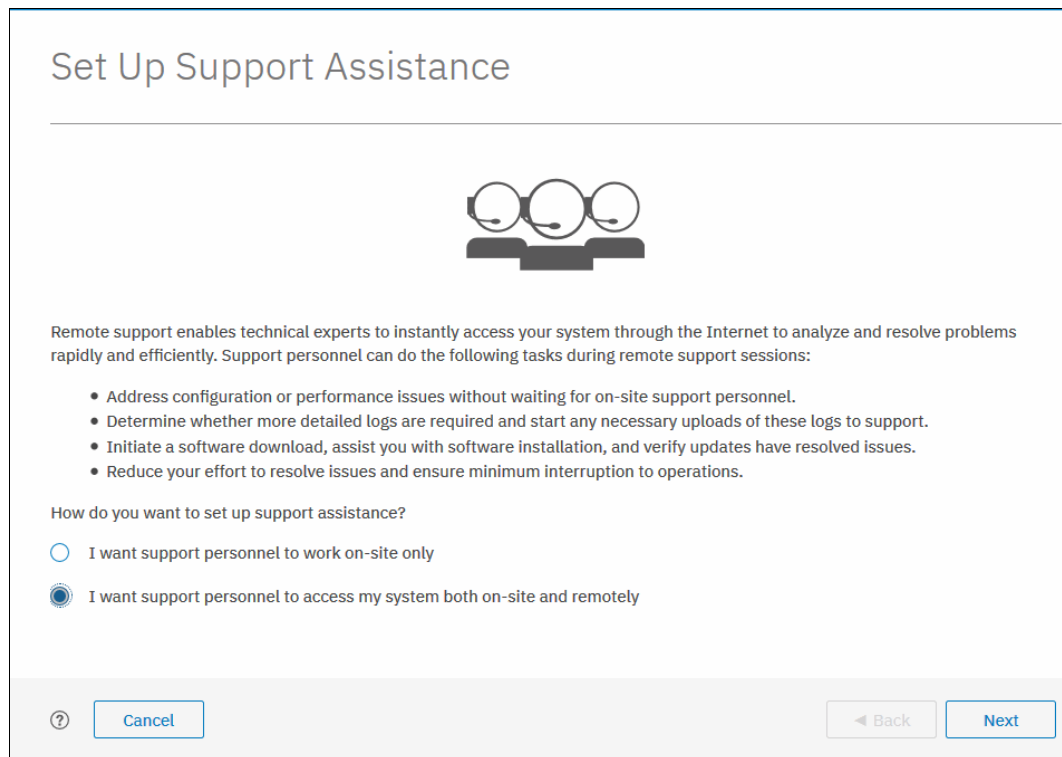 Set Up Support Assistance
Remote support enables technical experts to instantly access your system through the Internet to analyze and resolve problems
rapidly and efficiently. Support personnel can do the following tasks during remote support sessions:
• Address configuration or performance issues without waiting for on-site support personnel.
• Determine whether more detailed logs are required and start any necessary uploads of these logs to support.
• Initiate a software download, assist you with software installation, and verify updates have resolved issues.
• Reduce your effort to resolve issues and ensure minimum interruption to operations.
How do you want to set up support assistance?
I want support personnel to work on-site only
I want support personnel to access my system both on-site and remotely
? Cancel ◀ Back Next